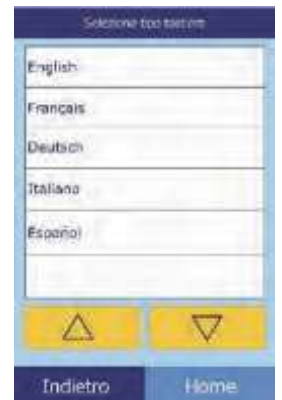 Selezione tipo tastiera
English
Français
Deutsch
Italiano
Español
Indietro
Home